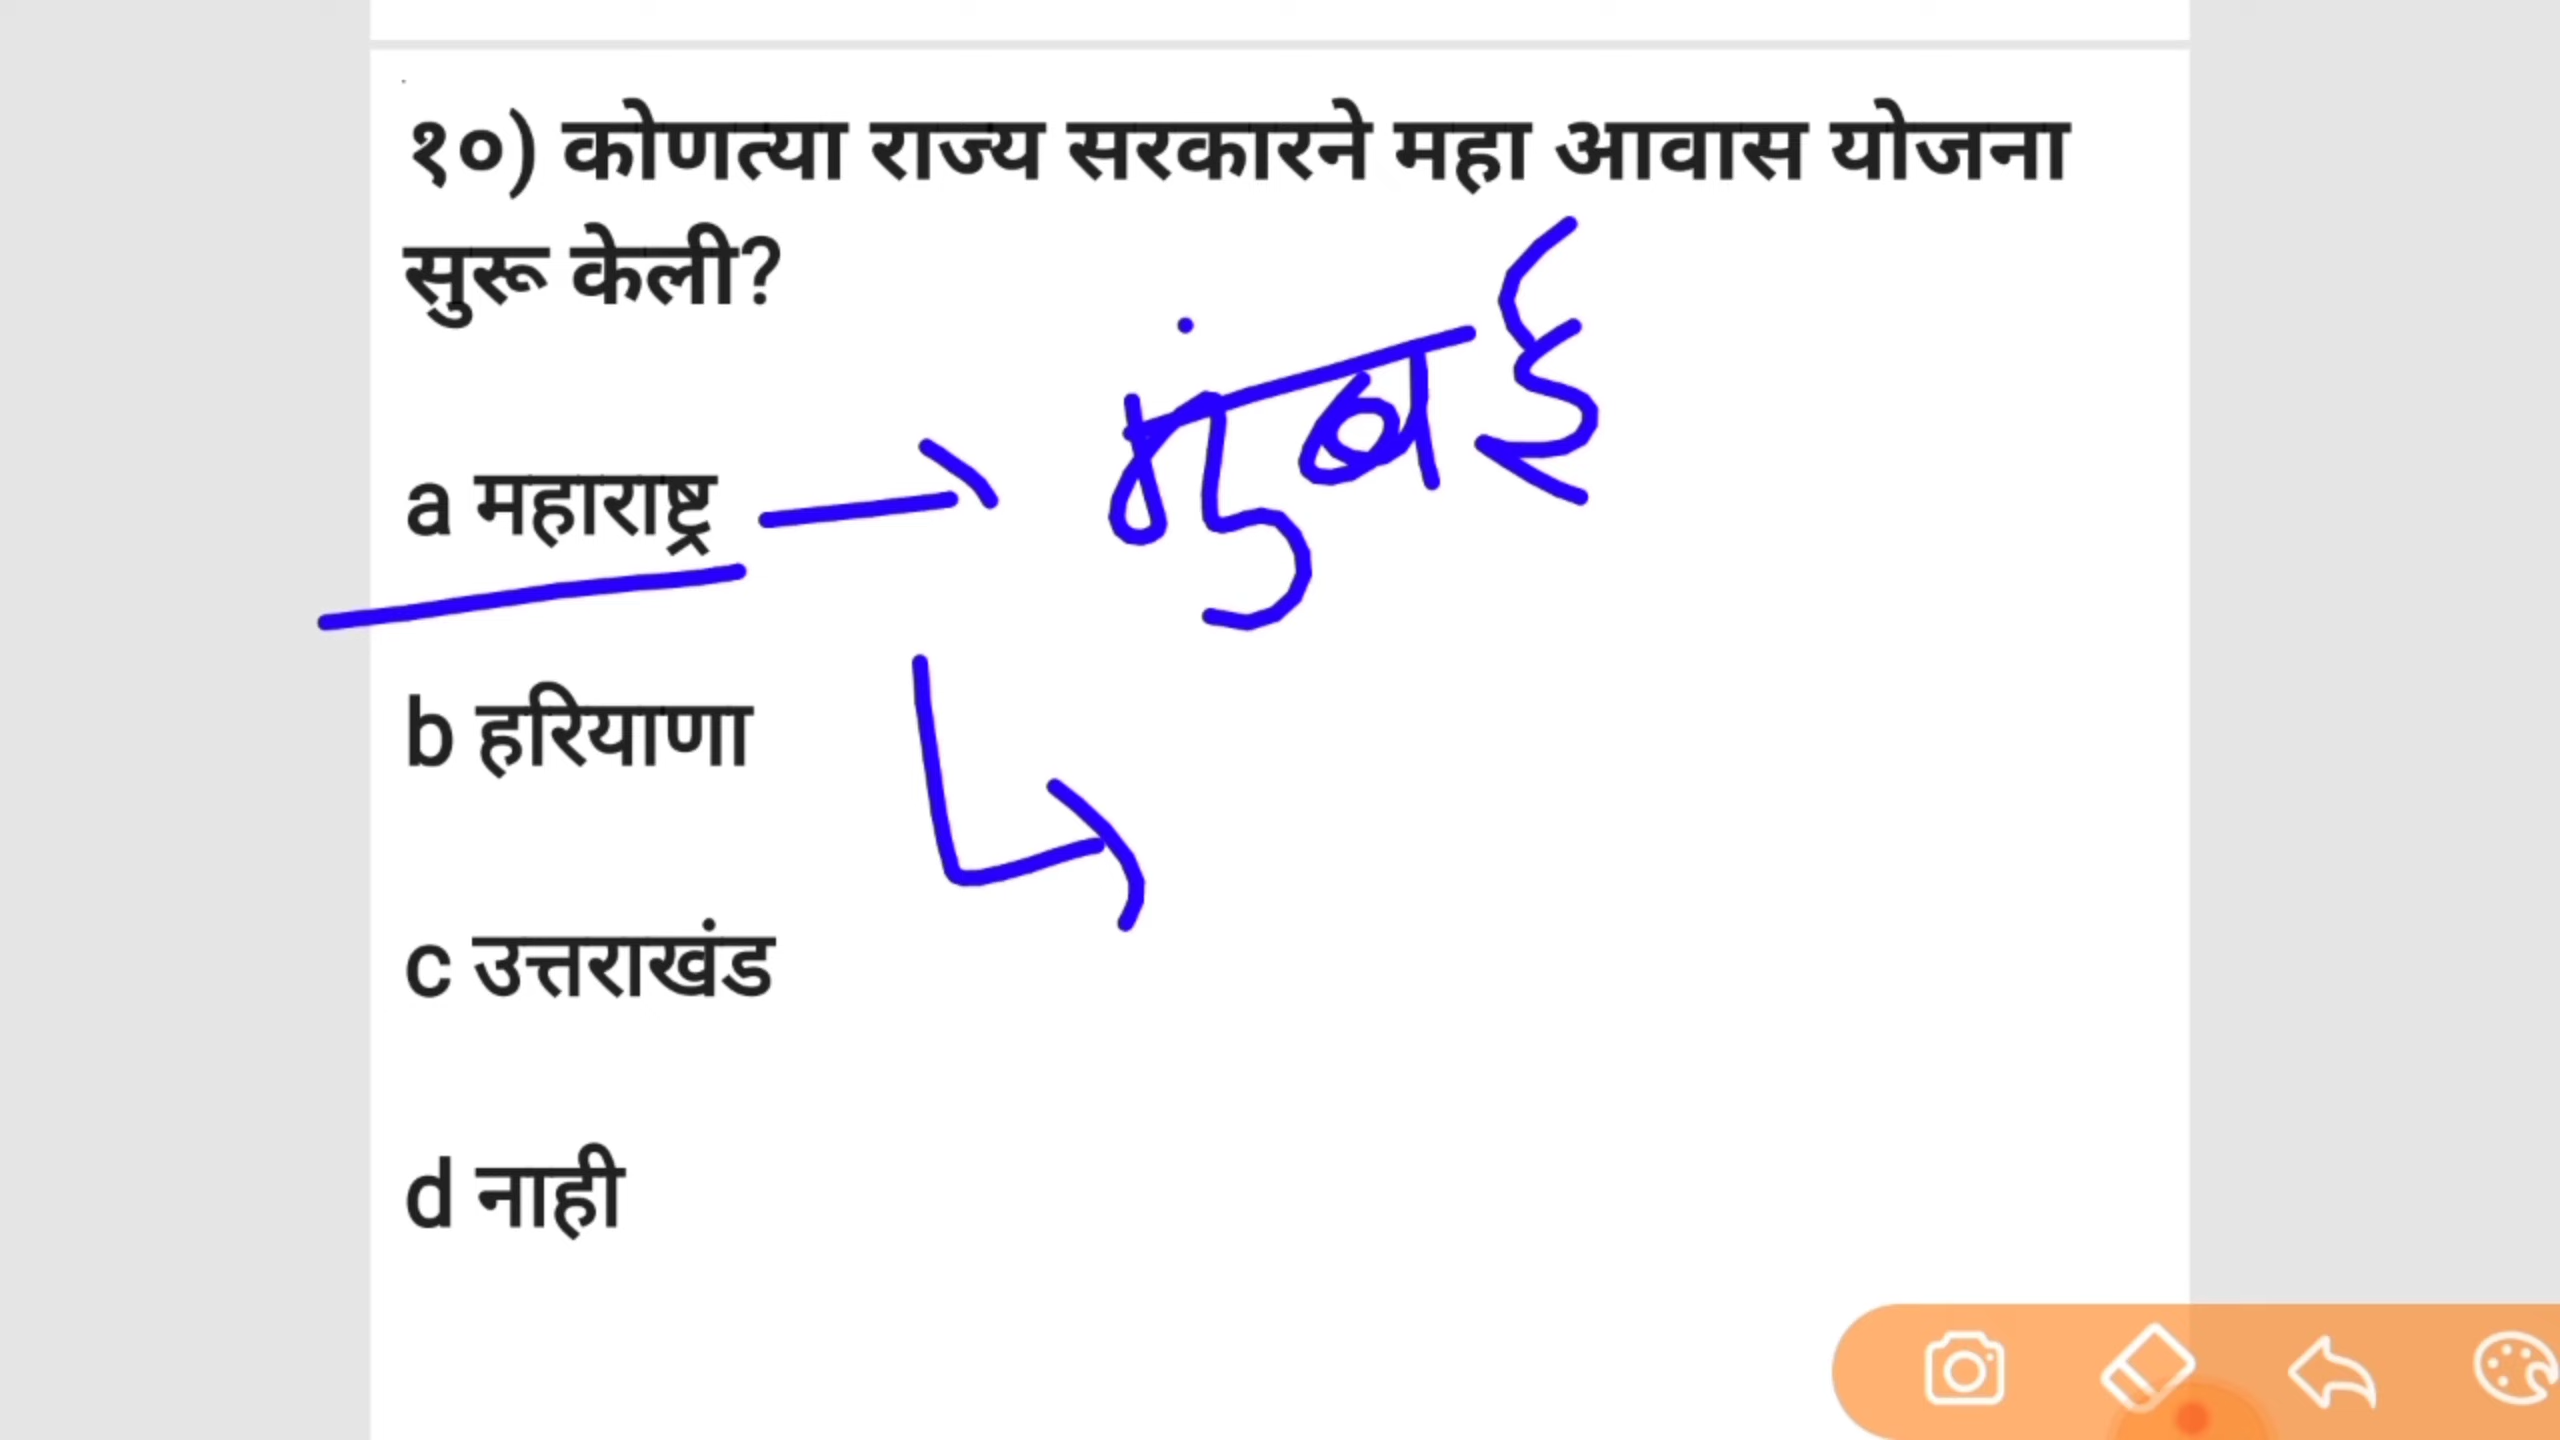 १०) कोणत्या राज्य सरकारने महा आवास योजना
सुरू केली?
a महाराष्ट्र
मुंबई
b हरियाणा
c उत्तराखंड
d नाही